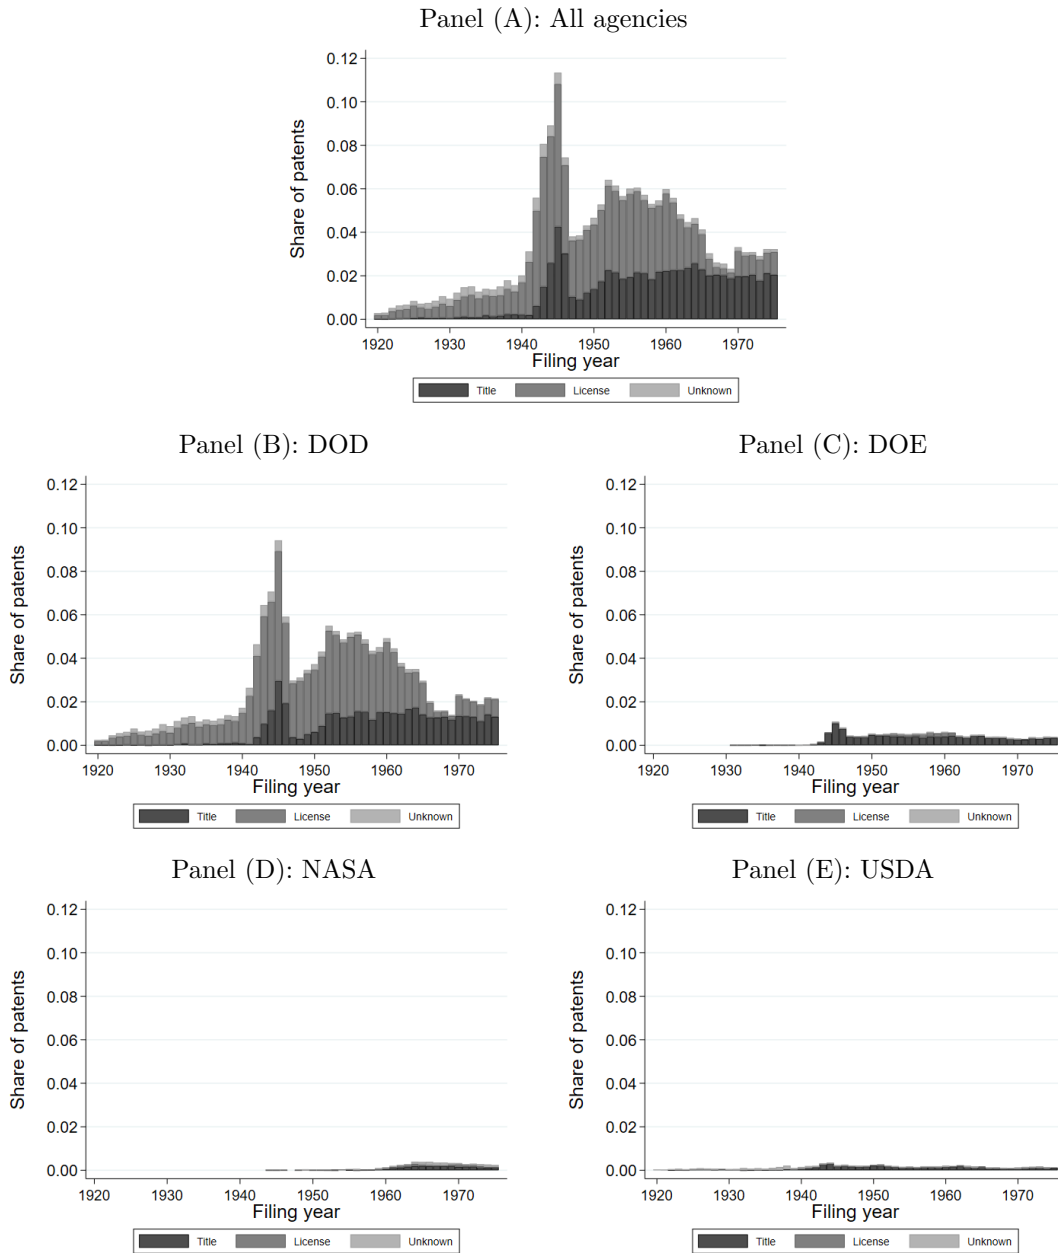 Panel (A): All agencies
0.12
0.10
0.08
0.06
0.04
0.02
0.00
Share of patents
1920 1930 1940 1950 1960 1970
Filing year
Title License Unknown
Panel (B): DOD
0.12
0.10
0.08
0.06
0.04
0.02
0.00
Share of patents
1920 1930 1940 1950 1960 1970
Filing year
Title License Unknown
Panel (C): DOE
0.12
0.10
0.08
0.06
0.04
0.02
0.00
Share of patents
1920 1930 1940 1950 1960 1970
Filing year
Title License Unknown
Panel (D): NASA
0.12
0.10
0.08
0.06
0.04
0.02
0.00
Share of patents
1920 1930 1940 1950 1960 1970
Filing year
Title License Unknown
Panel (E): USDA
0.12
0.10
0.08
0.06
0.04
0.02
0.00
Share of patents
1920 1930 1940 1950 1960 1970
Filing year
Title License Unknown